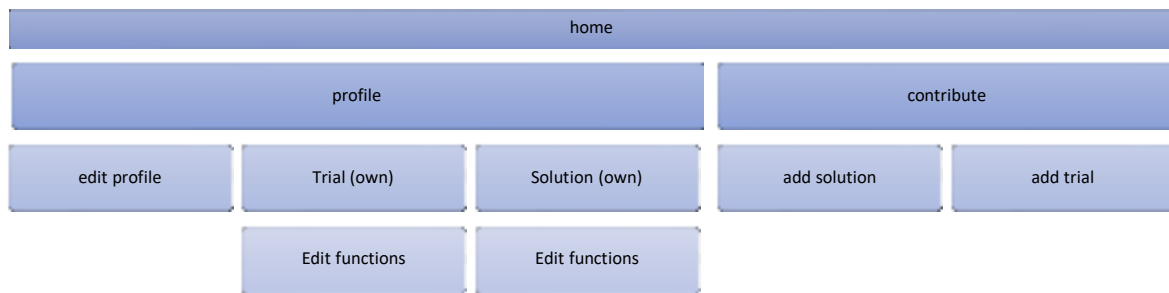 home
profile
contribute
edit profile
Trial (own)
Solution (own)
add solution
add trial
Edit functions
Edit functions